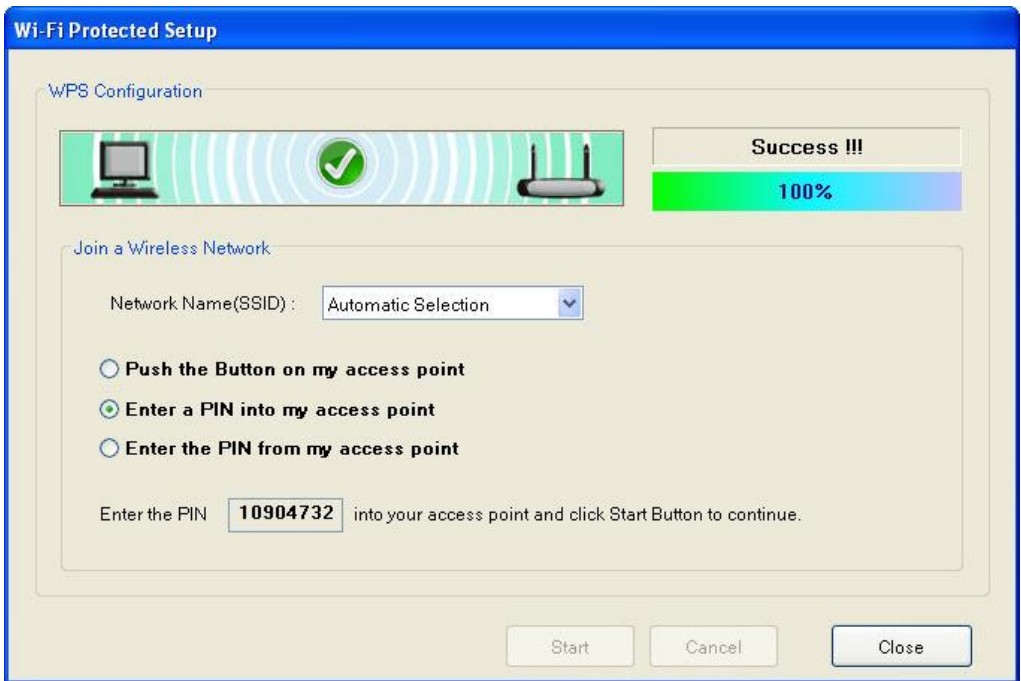 Wi-Fi Protected Setup
WPS Configuration
Success !!!
100%
Join a Wireless Network
Network Name(SSID) : Automatic Selection
Push the Button on my access point
Enter a PIN into my access point
Enter the PIN from my access point
Enter the PIN 10904732 into your access point and click Start Button to continue.
Start Cancel Close